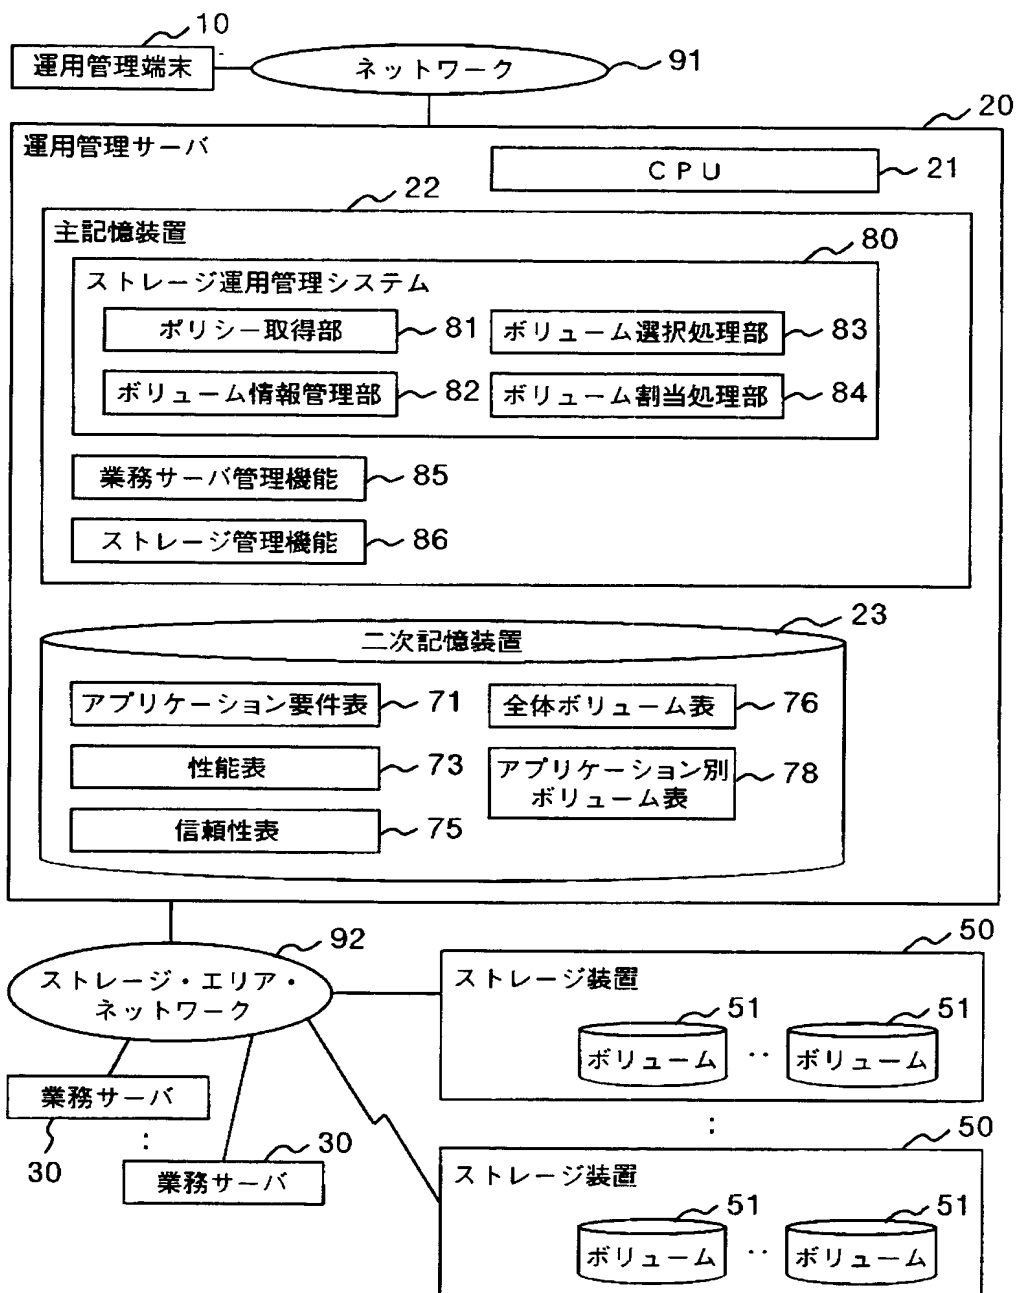 10
運用管理端末
ネットワーク
91
20
運用管理サーバ
CPU
21
22
主記憶装置
80
ストレージ運用管理システム
ポリシー取得部
81
ボリューム選択処理部
83
ボリューム情報管理部
82
ボリューム割当処理部
84
業務サーバ管理機能
85
ストレージ管理機能
86
23
二次記憶装置
アプリケーション要件表
71
全体ボリューム表
76
性能表
73
アプリケーション別
ボリューム表
78
信頼性表
75
92
ストレージ・エリア・
ネットワーク
50
ストレージ装置
51
ボリューム
‥
51
ボリューム
業務サーバ
30
:
30
業務サーバ
:
50
ストレージ装置
51
ボリューム
‥
51
ボリューム